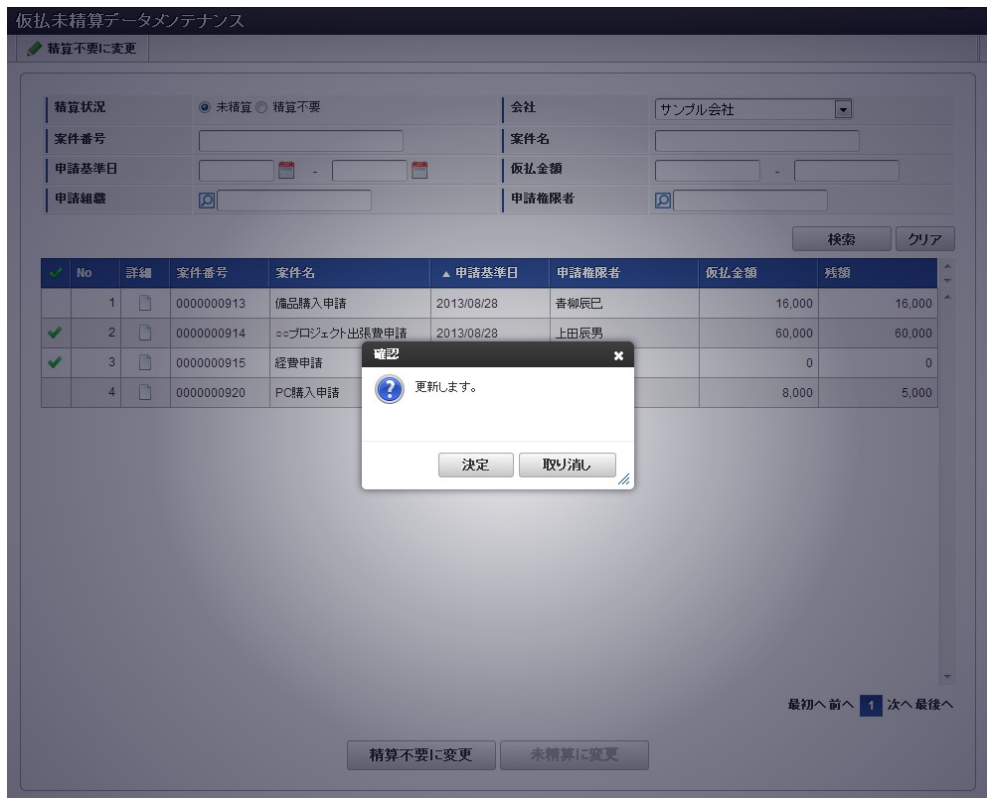 仮払未精算データメンテナンス
精算不要に変更
精算状況 未精算 精算不要 会社 サンプル会社
案件番号 案件名
申請基準日 - 仮払金額 -
申請組織 申請権限者
検索 クリア
No 詳細 案件番号 案件名 ▲ 申請基準日 申請権限者 仮払金額 残額
1 0000000913 備品購入申請 2013/08/28 青柳辰巳 16,000 16,000
2 0000000914 ○○プロジェクト出張費申請 2013/08/28 上田辰男 60,000 60,000
3 0000000915 経費申請 0 0
4 0000000920 PC購入申請 8,000 5,000
確認
更新します。
決定 取り消し
最初へ 前へ 1 次へ 最後へ
精算不要に変更 未精算に変更